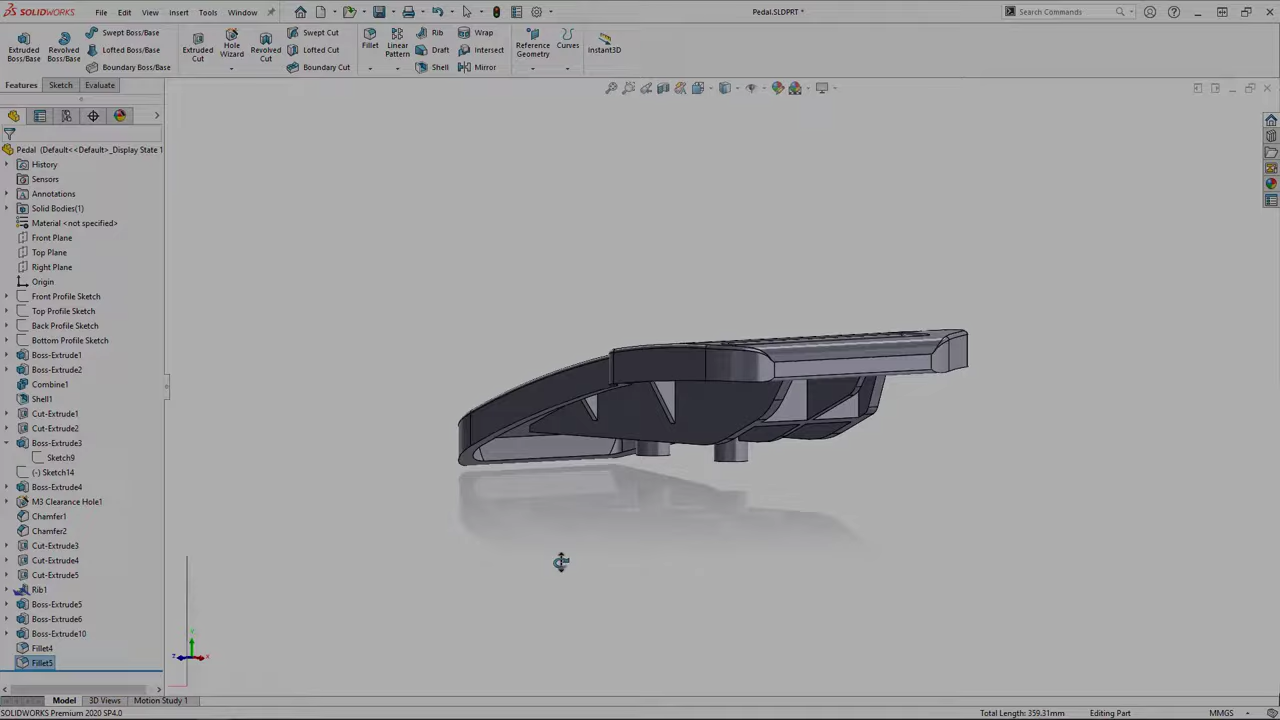 SOLIDWORKS File Edit View Insert Tools Window Pedal.SLDPRT * Search Commands
Extruded Boss/Base
Revolved Boss/Base
Swept Boss/Base
Lofted Boss/Base
Boundary Boss/Base
Extruded Cut
Hole Wizard
Revolved Cut
Swept Cut
Lofted Cut
Boundary Cut
Fillet
Linear Pattern
Rib
Draft
Shell
Wrap
Intersect
Mirror
Reference Geometry
Curves
Instant3D
Features Sketch Evaluate
Pedal (Default<<Default>_Display State 1
History
Sensors
Annotations
Solid Bodies(1)
Material <not specified>
Front Plane
Top Plane
Right Plane
Origin
Front Profile Sketch
Top Profile Sketch
Back Profile Sketch
Bottom Profile Sketch
Boss-Extrude1
Boss-Extrude2
Combine1
Shell1
Cut-Extrude1
Cut-Extrude2
Boss-Extrude3
Sketch9
(-) Sketch14
Boss-Extrude4
M3 Clearance Hole1
Chamfer1
Chamfer2
Cut-Extrude3
Cut-Extrude4
Cut-Extrude5
Rib1
Boss-Extrude5
Boss-Extrude6
Boss-Extrude10
Fillet4
Fillet5
Y
Z X
Model 3D Views Motion Study 1
SOLIDWORKS Premium 2020 SP4.0 Total Length: 359.31mm Editing Part MMGS